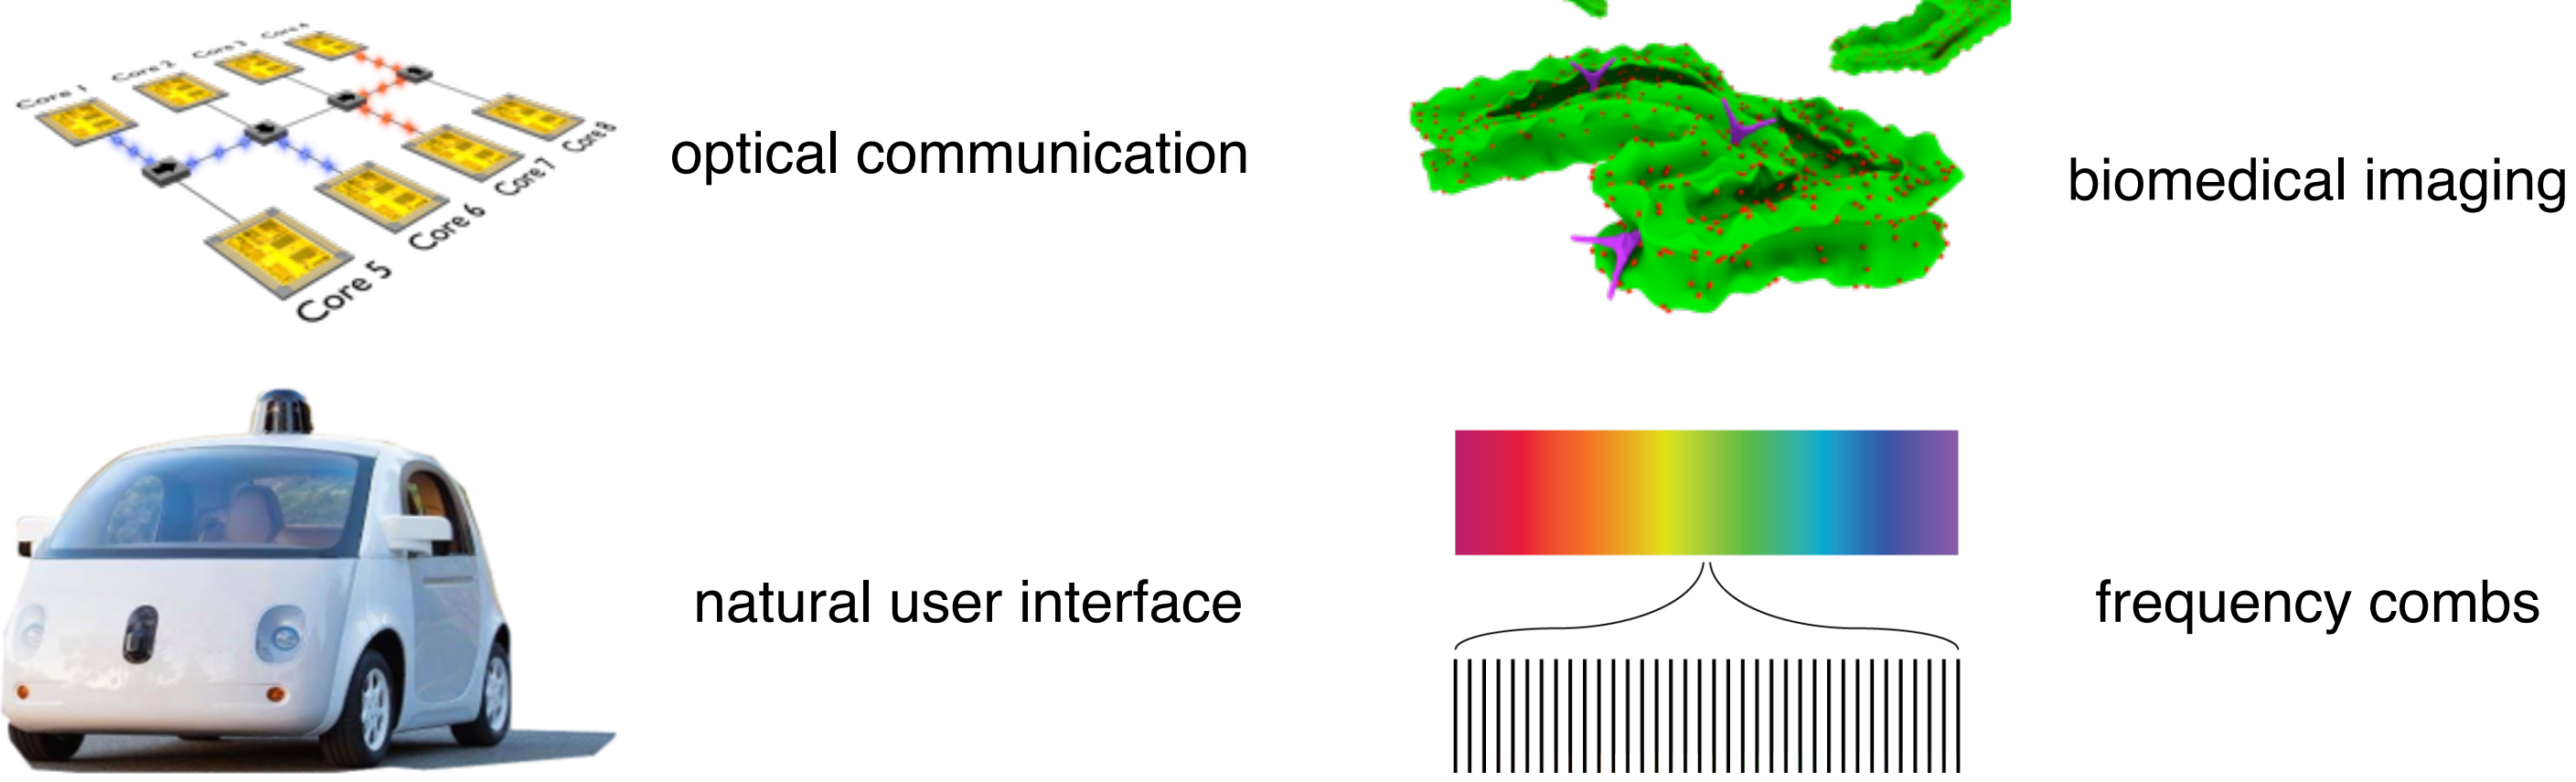 Core 1
Core 2
Core 3
Core 4
Core 5
Core 6
Core 7
Core 8
optical communication
biomedical imaging
natural user interface
frequency combs